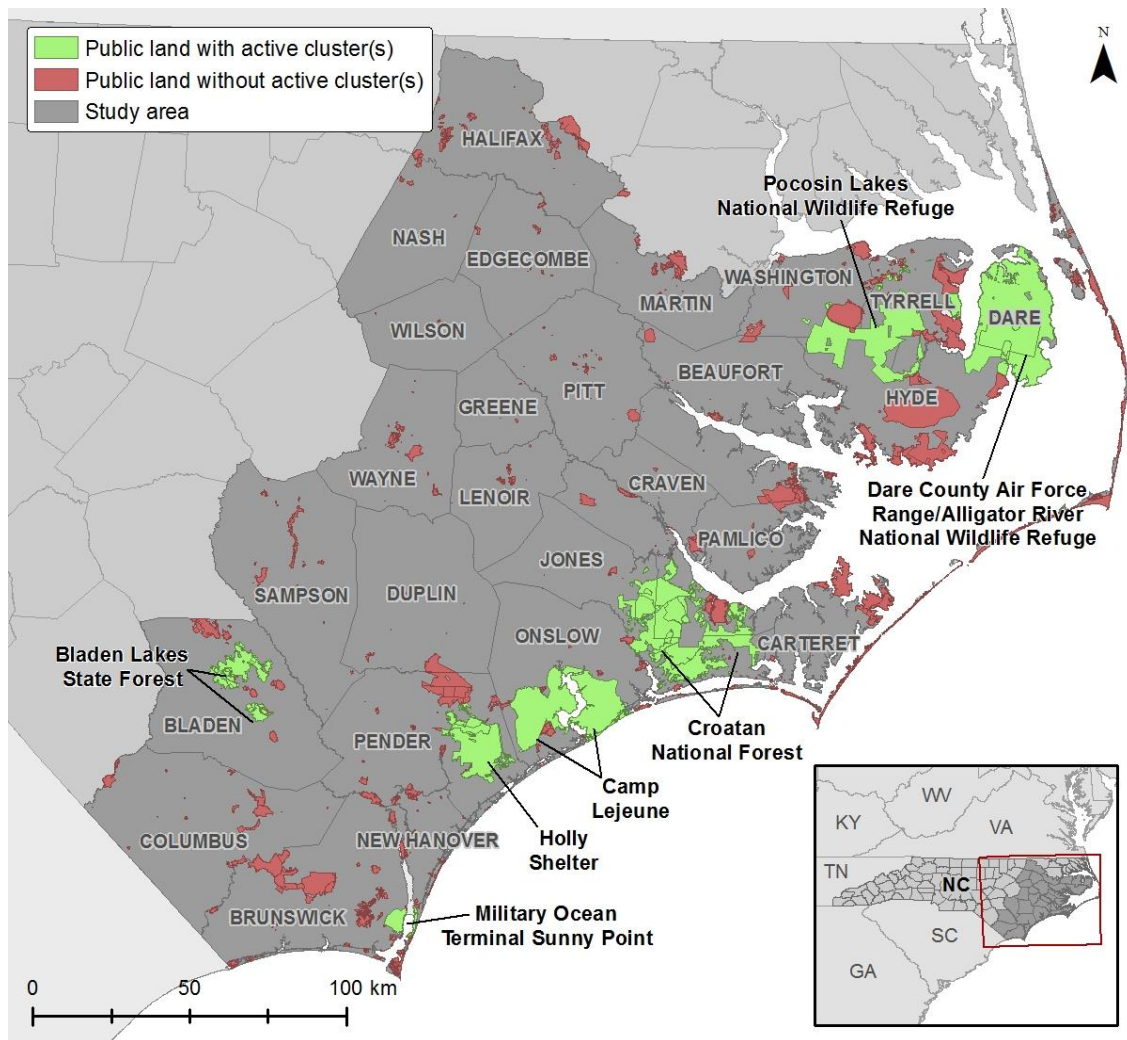 Public land with active cluster(s)
Public land without active cluster(s)
Study area
N
HALIFAX
Pocosin Lakes
National Wildlife Refuge
NASH
EDGECOMBE
WASHINGTON
MARTIN
TYRRELL
DARE
WILSON
BEAUFORT
PITT
HYDE
GREENE
WAYNE
LENOIR
CRAVEN
Dare County Air Force
Range/Alligator River
National Wildlife Refuge
PAMLICO
JONES
SAMPSON
DUPLIN
ONSLOW
CARTERET
Bladen Lakes
State Forest
BLADEN
PENDER
Croatan
National Forest
Camp
Lejeune
COLUMBUS
NEW HANOVER
Holly
Shelter
BRUNSWICK
Military Ocean
Terminal Sunny Point
0 50 100 km
WV
KY
VA
TN
NC
SC
GA